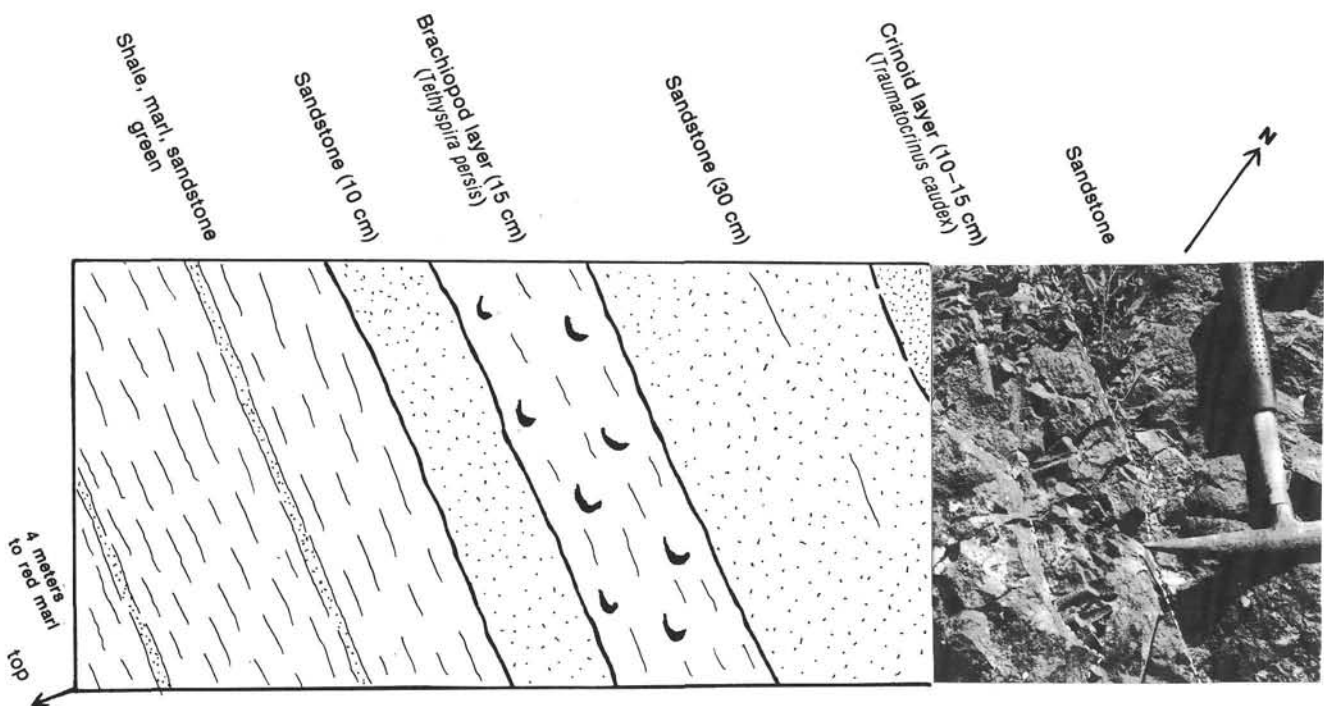 Shale, marl, sandstone
green
Sandstone (10 cm)
Brachiopod layer (15 cm)
(Tethyspira persis)
Sandstone (30 cm)
Crinoid layer (10–15 cm)
(Traumatocrinus caudex)
Sandstone
N
4 meters
to red marl
top